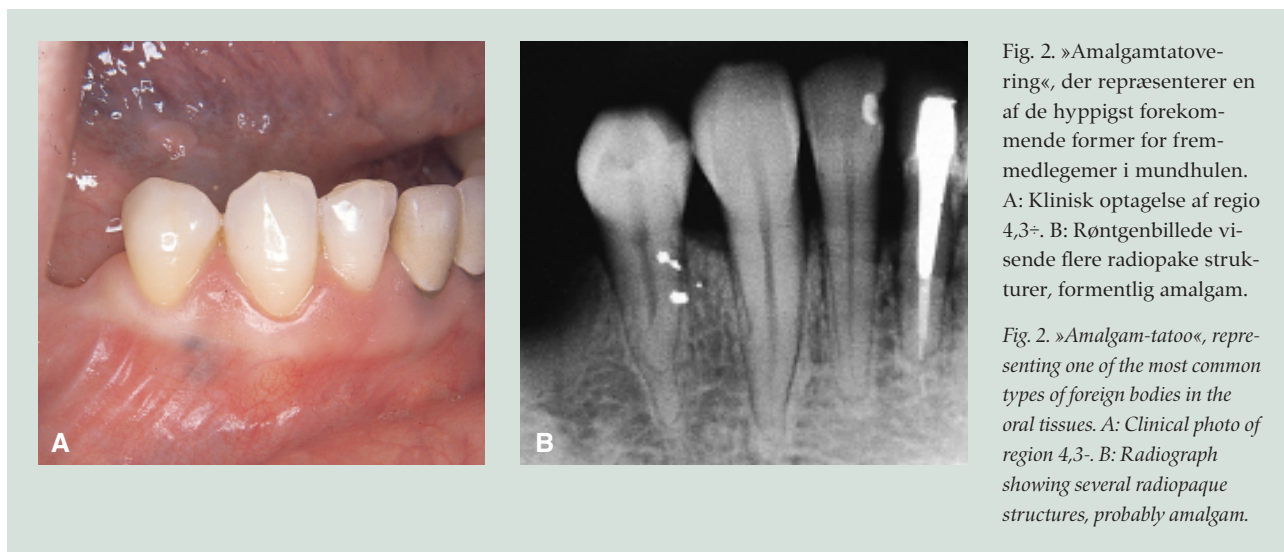 A
B
Fig. 2. »Amalgamtatove-
ring«, der repræsenterer en
af de hyppigst forekom-
mende former for frem-
medlegemer i mundhulen.
A: Klinisk optagelse af regio
4,3÷. B: Røntgenbillede vi-
sende flere radiopake struk-
turer, formentlig amalgam.
Fig. 2. »Amalgam-tatoo«, repre-
senting one of the most common
types of foreign bodies in the
oral tissues. A: Clinical photo of
region 4,3-. B: Radiograph
showing several radiopaque
structures, probably amalgam.